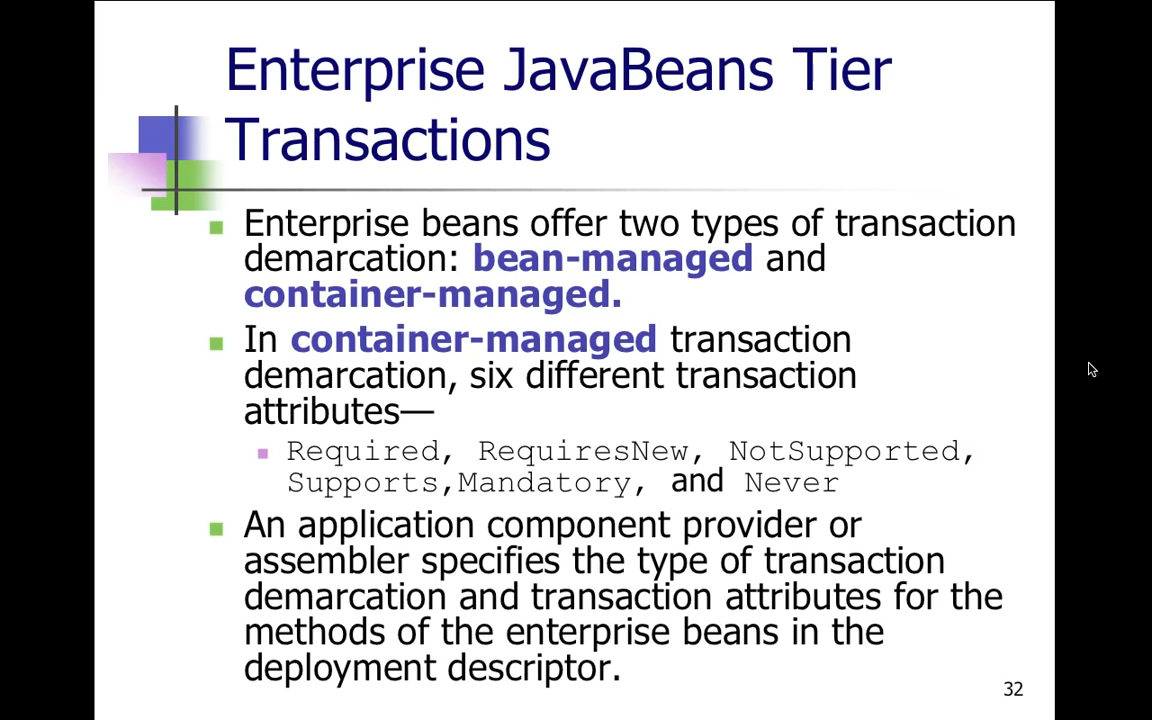 Enterprise JavaBeans Tier
Transactions
Enterprise beans offer two types of transaction
demarcation: bean-managed and
container-managed.
In container-managed transaction
demarcation, six different transaction
attributes—
Required, RequiresNew, NotSupported,
Supports,Mandatory, and Never
An application component provider or
assembler specifies the type of transaction
demarcation and transaction attributes for the
methods of the enterprise beans in the
deployment descriptor.
32